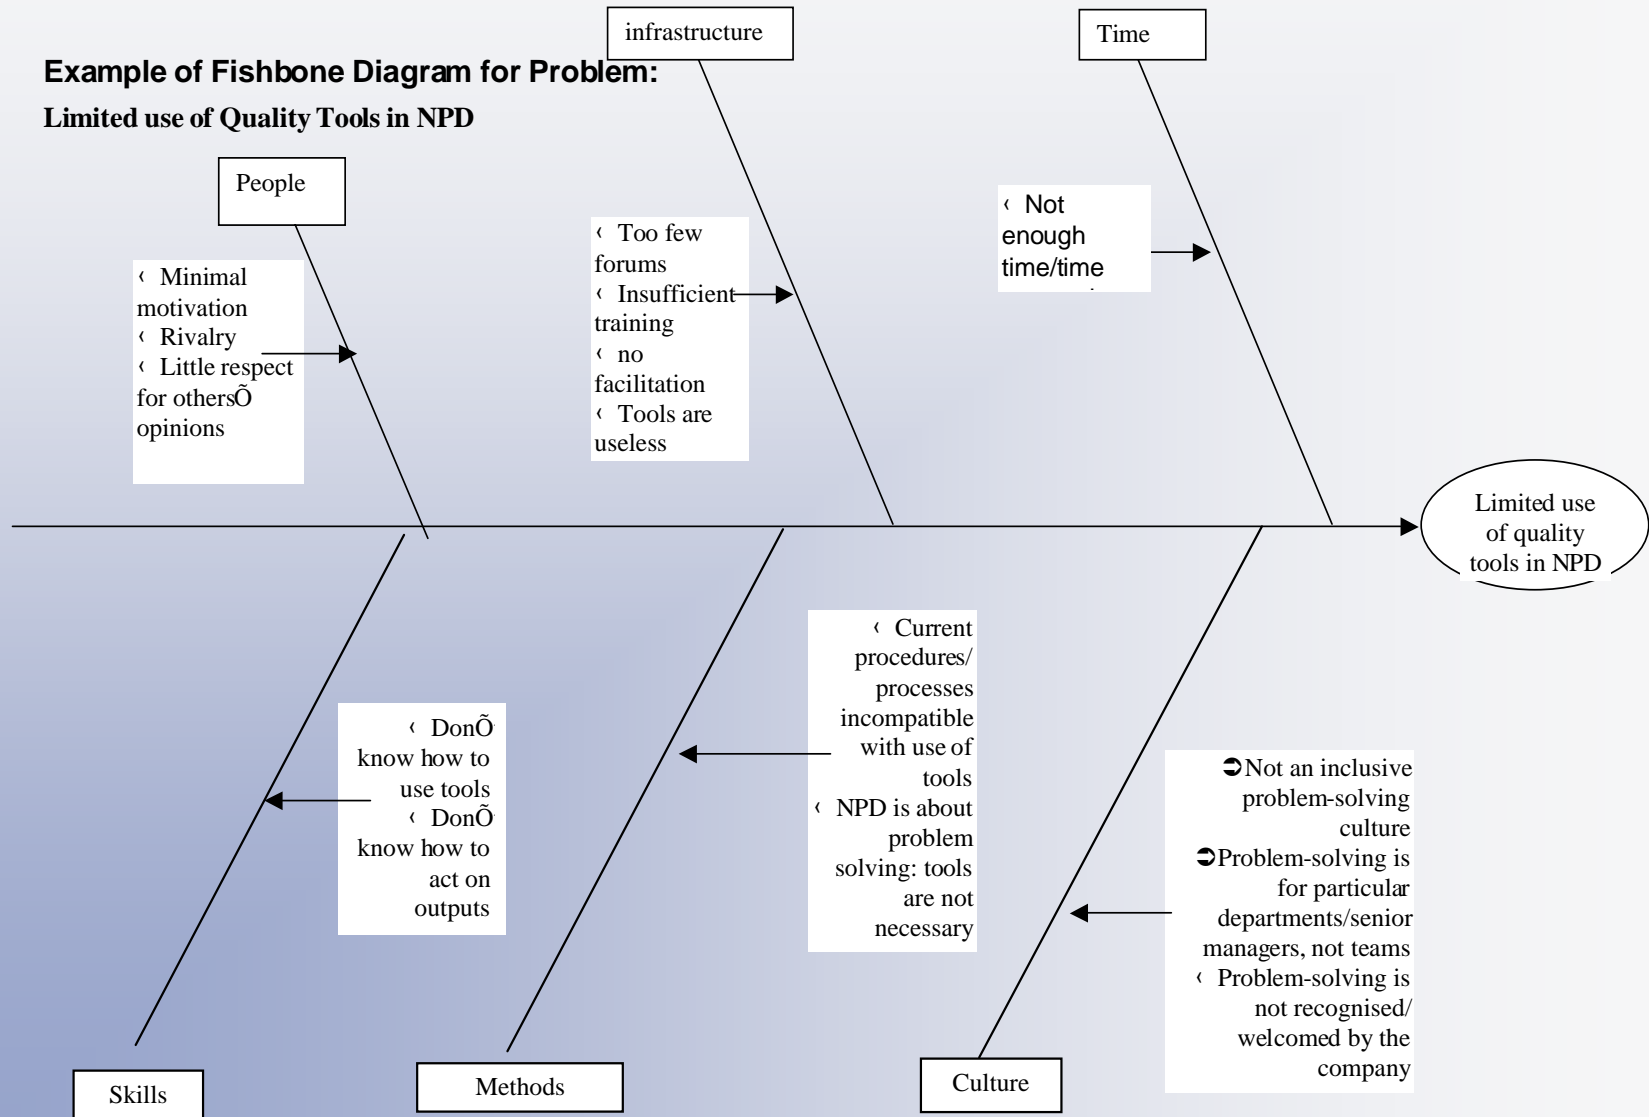 infrastructure
Time
Example of Fishbone Diagram for Problem:
Limited use of Quality Tools in NPD
People
‹ Minimal
motivation
‹ Rivalry
‹ Little respect
for othersÕ
opinions
‹ Too few
forums
‹ Insufficient
training
‹ no
facilitation
‹ Tools are
useless
‹ Not
enough
time/time
Limited use
of quality
tools in NPD
‹ DonÕ
know how to
use tools
‹ DonÕ
know how to
act on
outputs
‹ Current
procedures/
processes
incompatible
with use of
tools
‹ NPD is about
problem
solving: tools
are not
necessary
➲Not an inclusive
problem-solving
culture
➲Problem-solving is
for particular
departments/senior
managers, not teams
‹ Problem-solving is
not recognised/
welcomed by the
company
Skills
Methods
Culture